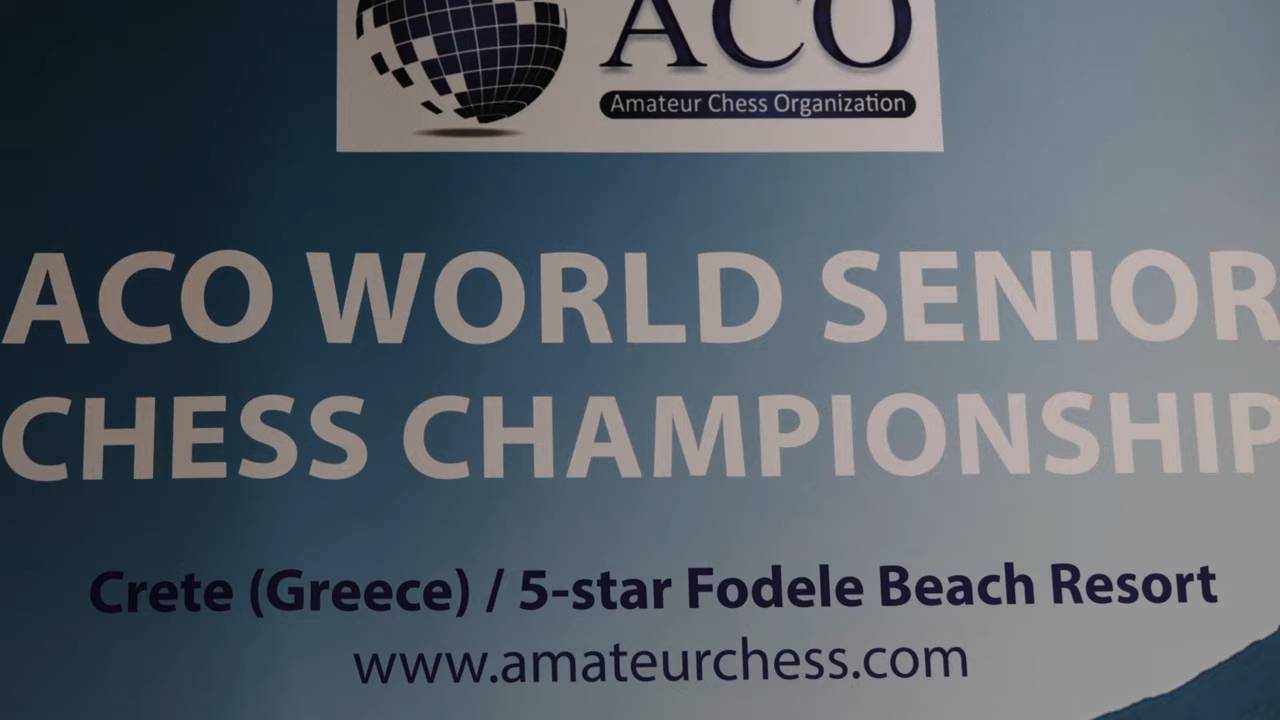 ACO
Amateur Chess Organization
ACO WORLD SENIOR
CHESS CHAMPIONSHIP
Crete (Greece) / 5-star Fodele Beach Resort
www.amateurchess.com